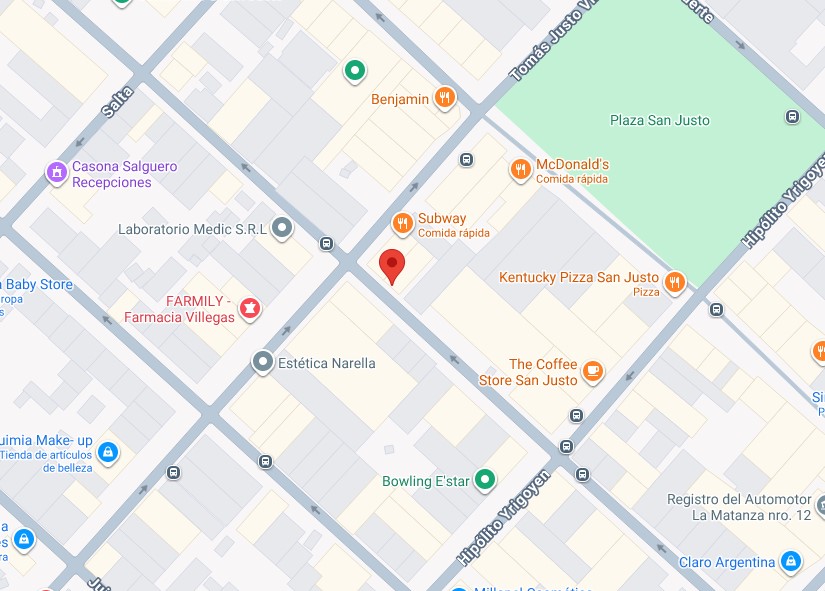 Tomás Justo Vi
Salta
Benjamin
Plaza San Justo
McDonald's
Comida rápida
Casona Salguero
Recepciones
Hipólito Yrigoye
Subway
Comida rápida
Laboratorio Medic S.R.L
Kentucky Pizza San Justo
Pizza
Baby Store
ropa
FARMILY -
Farmacia Villegas
Estética Narella
The Coffee
Store San Justo
uimia Make- up
Tienda de artículos
de belleza
Bowling E'star
Hipólito Yrigoyen
Registro del Automotor
La Matanza nro. 12
Claro Argentina